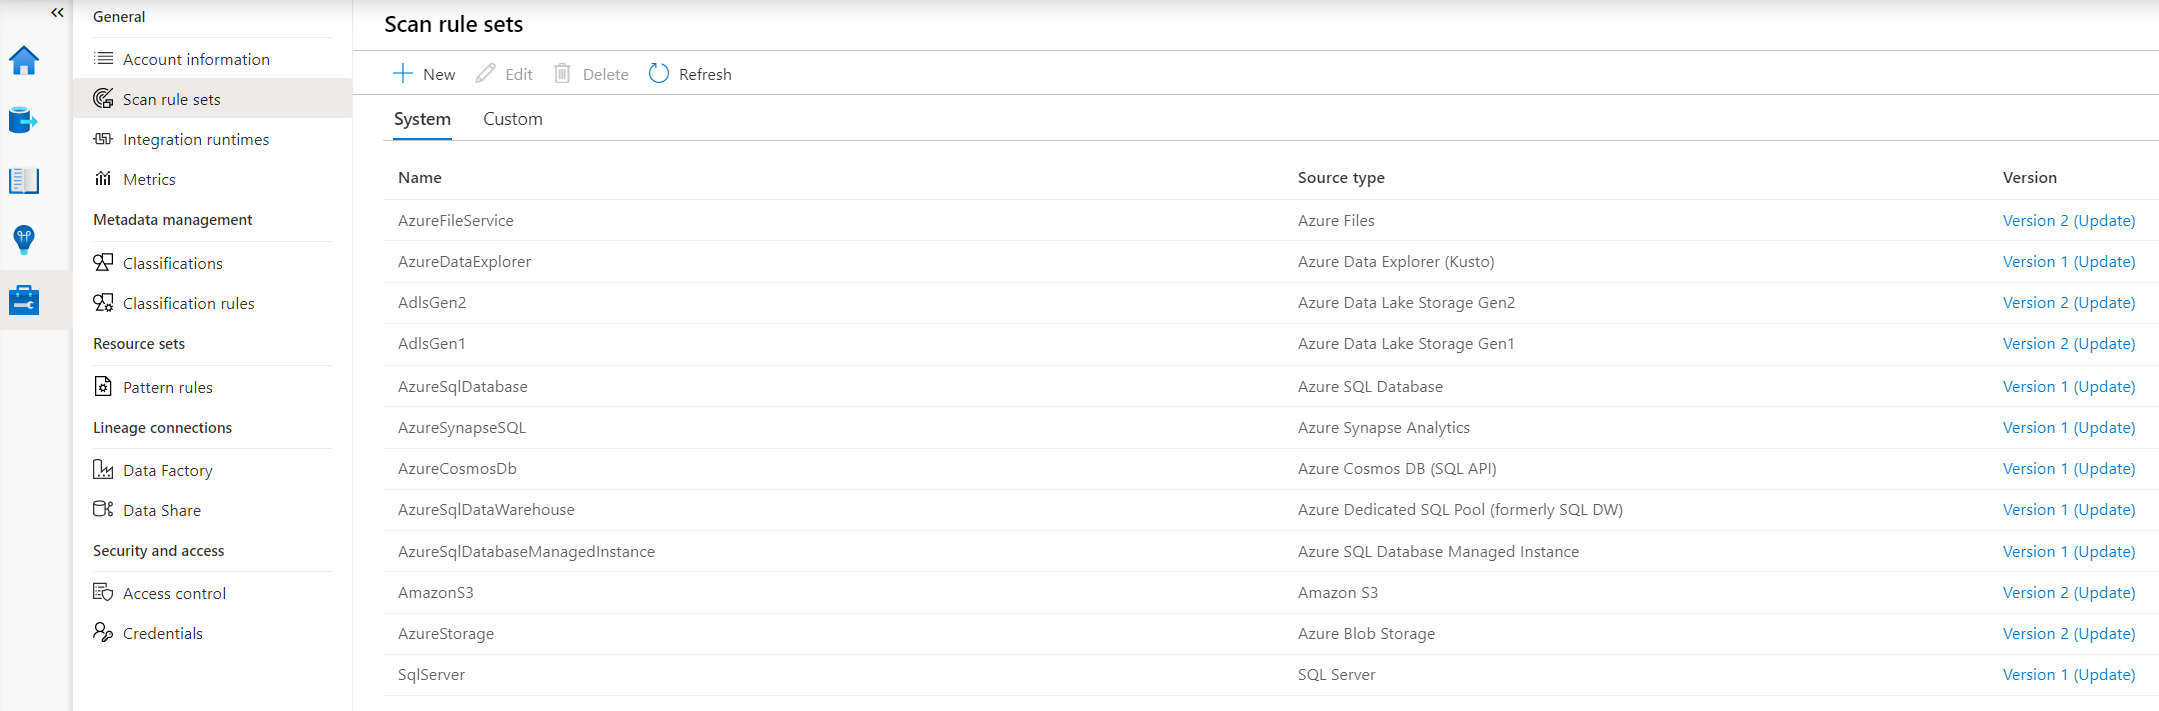 «
General
Account information
Scan rule sets
Integration runtimes
Metrics
Metadata management
Classifications
Classification rules
Resource sets
Pattern rules
Lineage connections
Data Factory
Data Share
Security and access
Access control
Credentials
Scan rule sets
New Edit Delete Refresh
System Custom
Name Source type Version
AzureFileService Azure Files Version 2 (Update)
AzureDataExplorer Azure Data Explorer (Kusto) Version 1 (Update)
AdlsGen2 Azure Data Lake Storage Gen2 Version 2 (Update)
AdlsGen1 Azure Data Lake Storage Gen1 Version 2 (Update)
AzureSqlDatabase Azure SQL Database Version 1 (Update)
AzureSynapseSQL Azure Synapse Analytics Version 1 (Update)
AzureCosmosDb Azure Cosmos DB (SQL API) Version 1 (Update)
AzureSqlDataWarehouse Azure Dedicated SQL Pool (formerly SQL DW) Version 1 (Update)
AzureSqlDatabaseManagedInstance Azure SQL Database Managed Instance Version 1 (Update)
AmazonS3 Amazon S3 Version 2 (Update)
AzureStorage Azure Blob Storage Version 2 (Update)
SqlServer SQL Server Version 1 (Update)